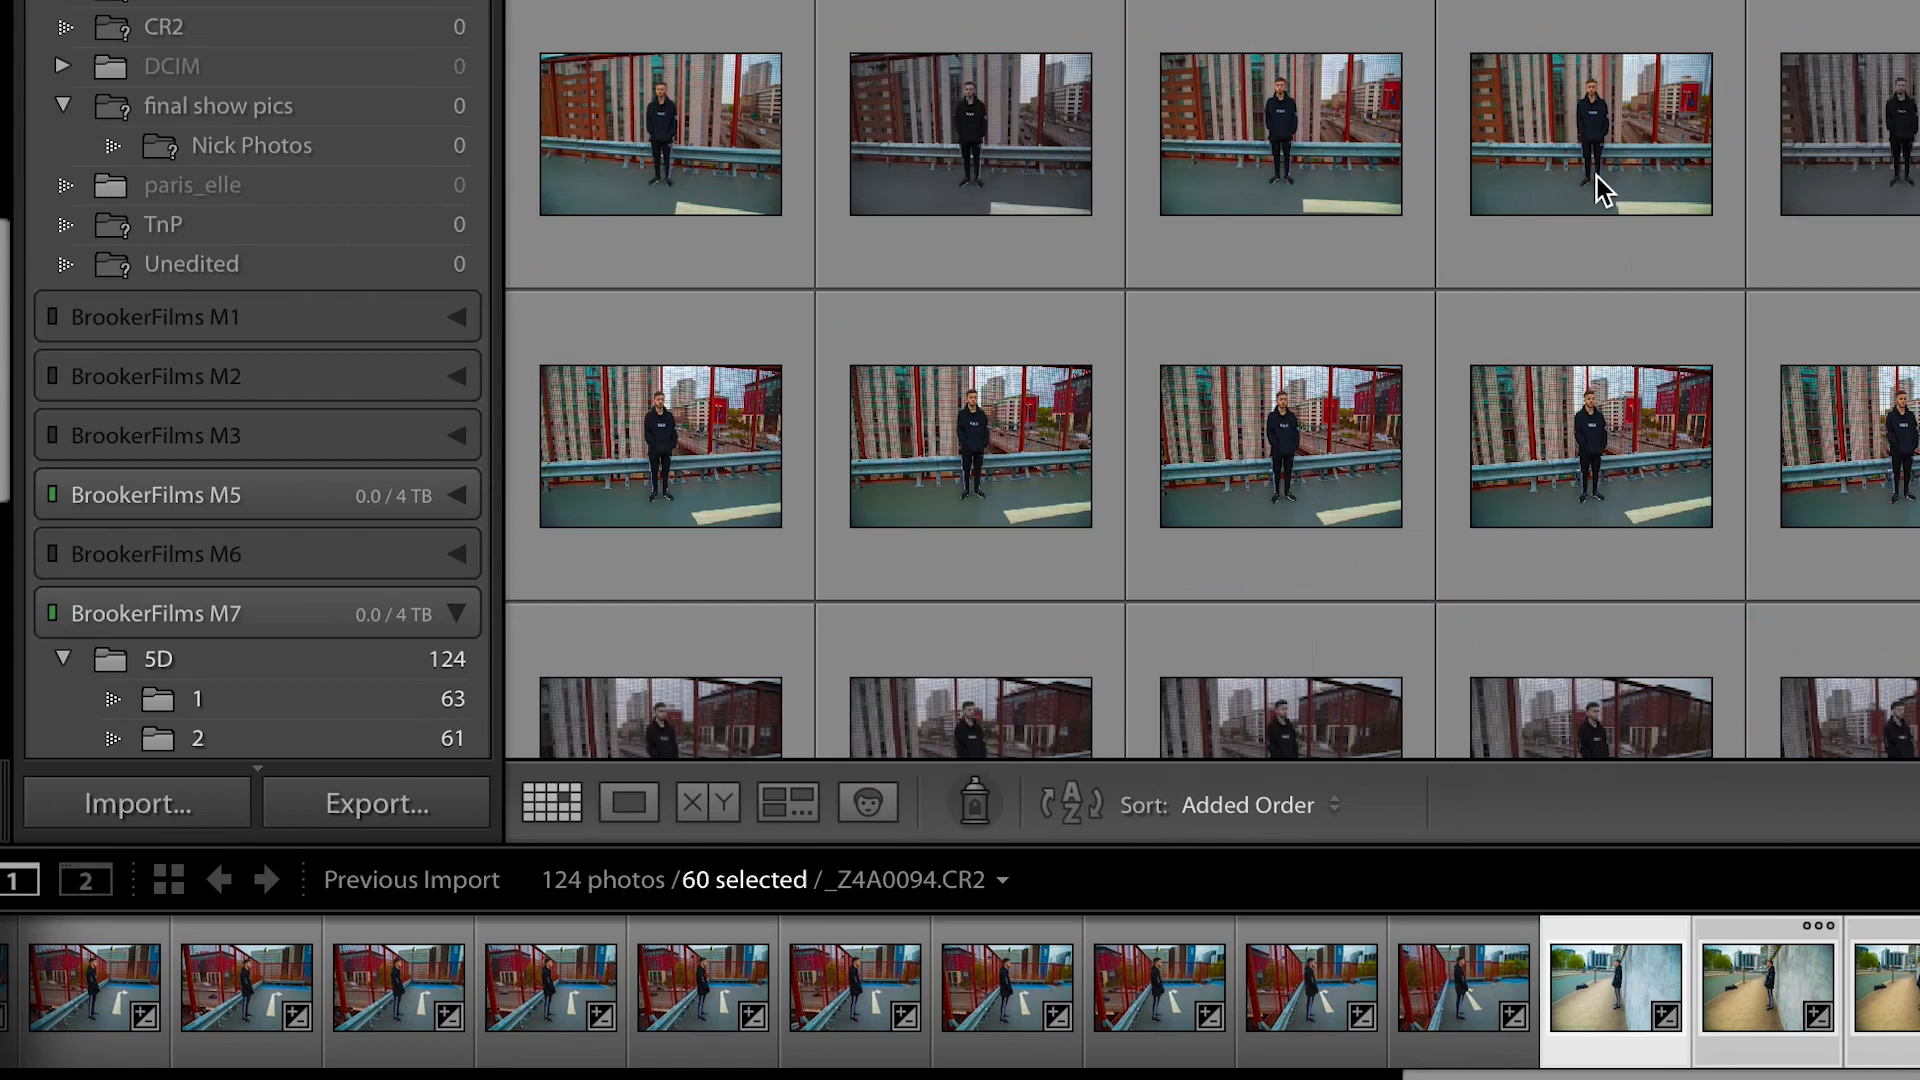 CR2 0
DCIM 0
final show pics 0
Nick Photos 0
paris_elle 0
TnP 0
Unedited 0
BrookerFilms M1
BrookerFilms M2
BrookerFilms M3
BrookerFilms M5 0.0 / 4 TB
BrookerFilms M6
BrookerFilms M7 0.0 / 4 TB
5D 124
1 63
2 61
Import... Export... X Y A Z Sort: Added Order
1 2 Previous Import 124 photos / 60 selected / _Z4A0094.CR2